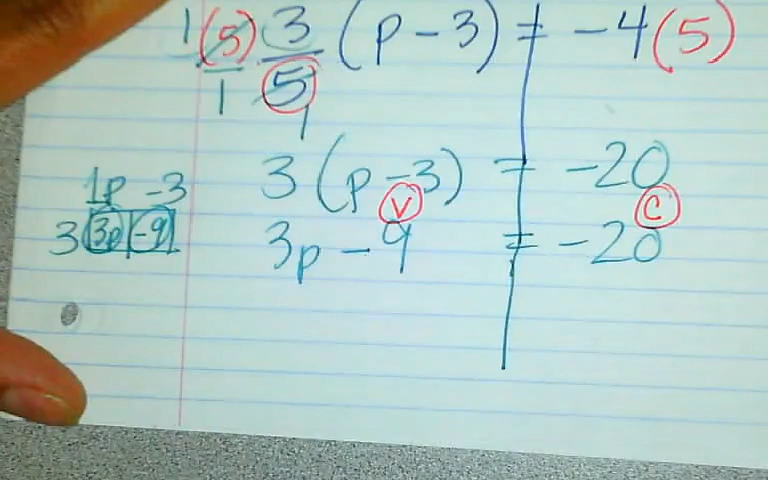 1(5)/1 3/5 (p - 3) = -4(5)
1
3(p - 3) = -20
1p -3
V C
3 3p -9
3p - 9 = -20